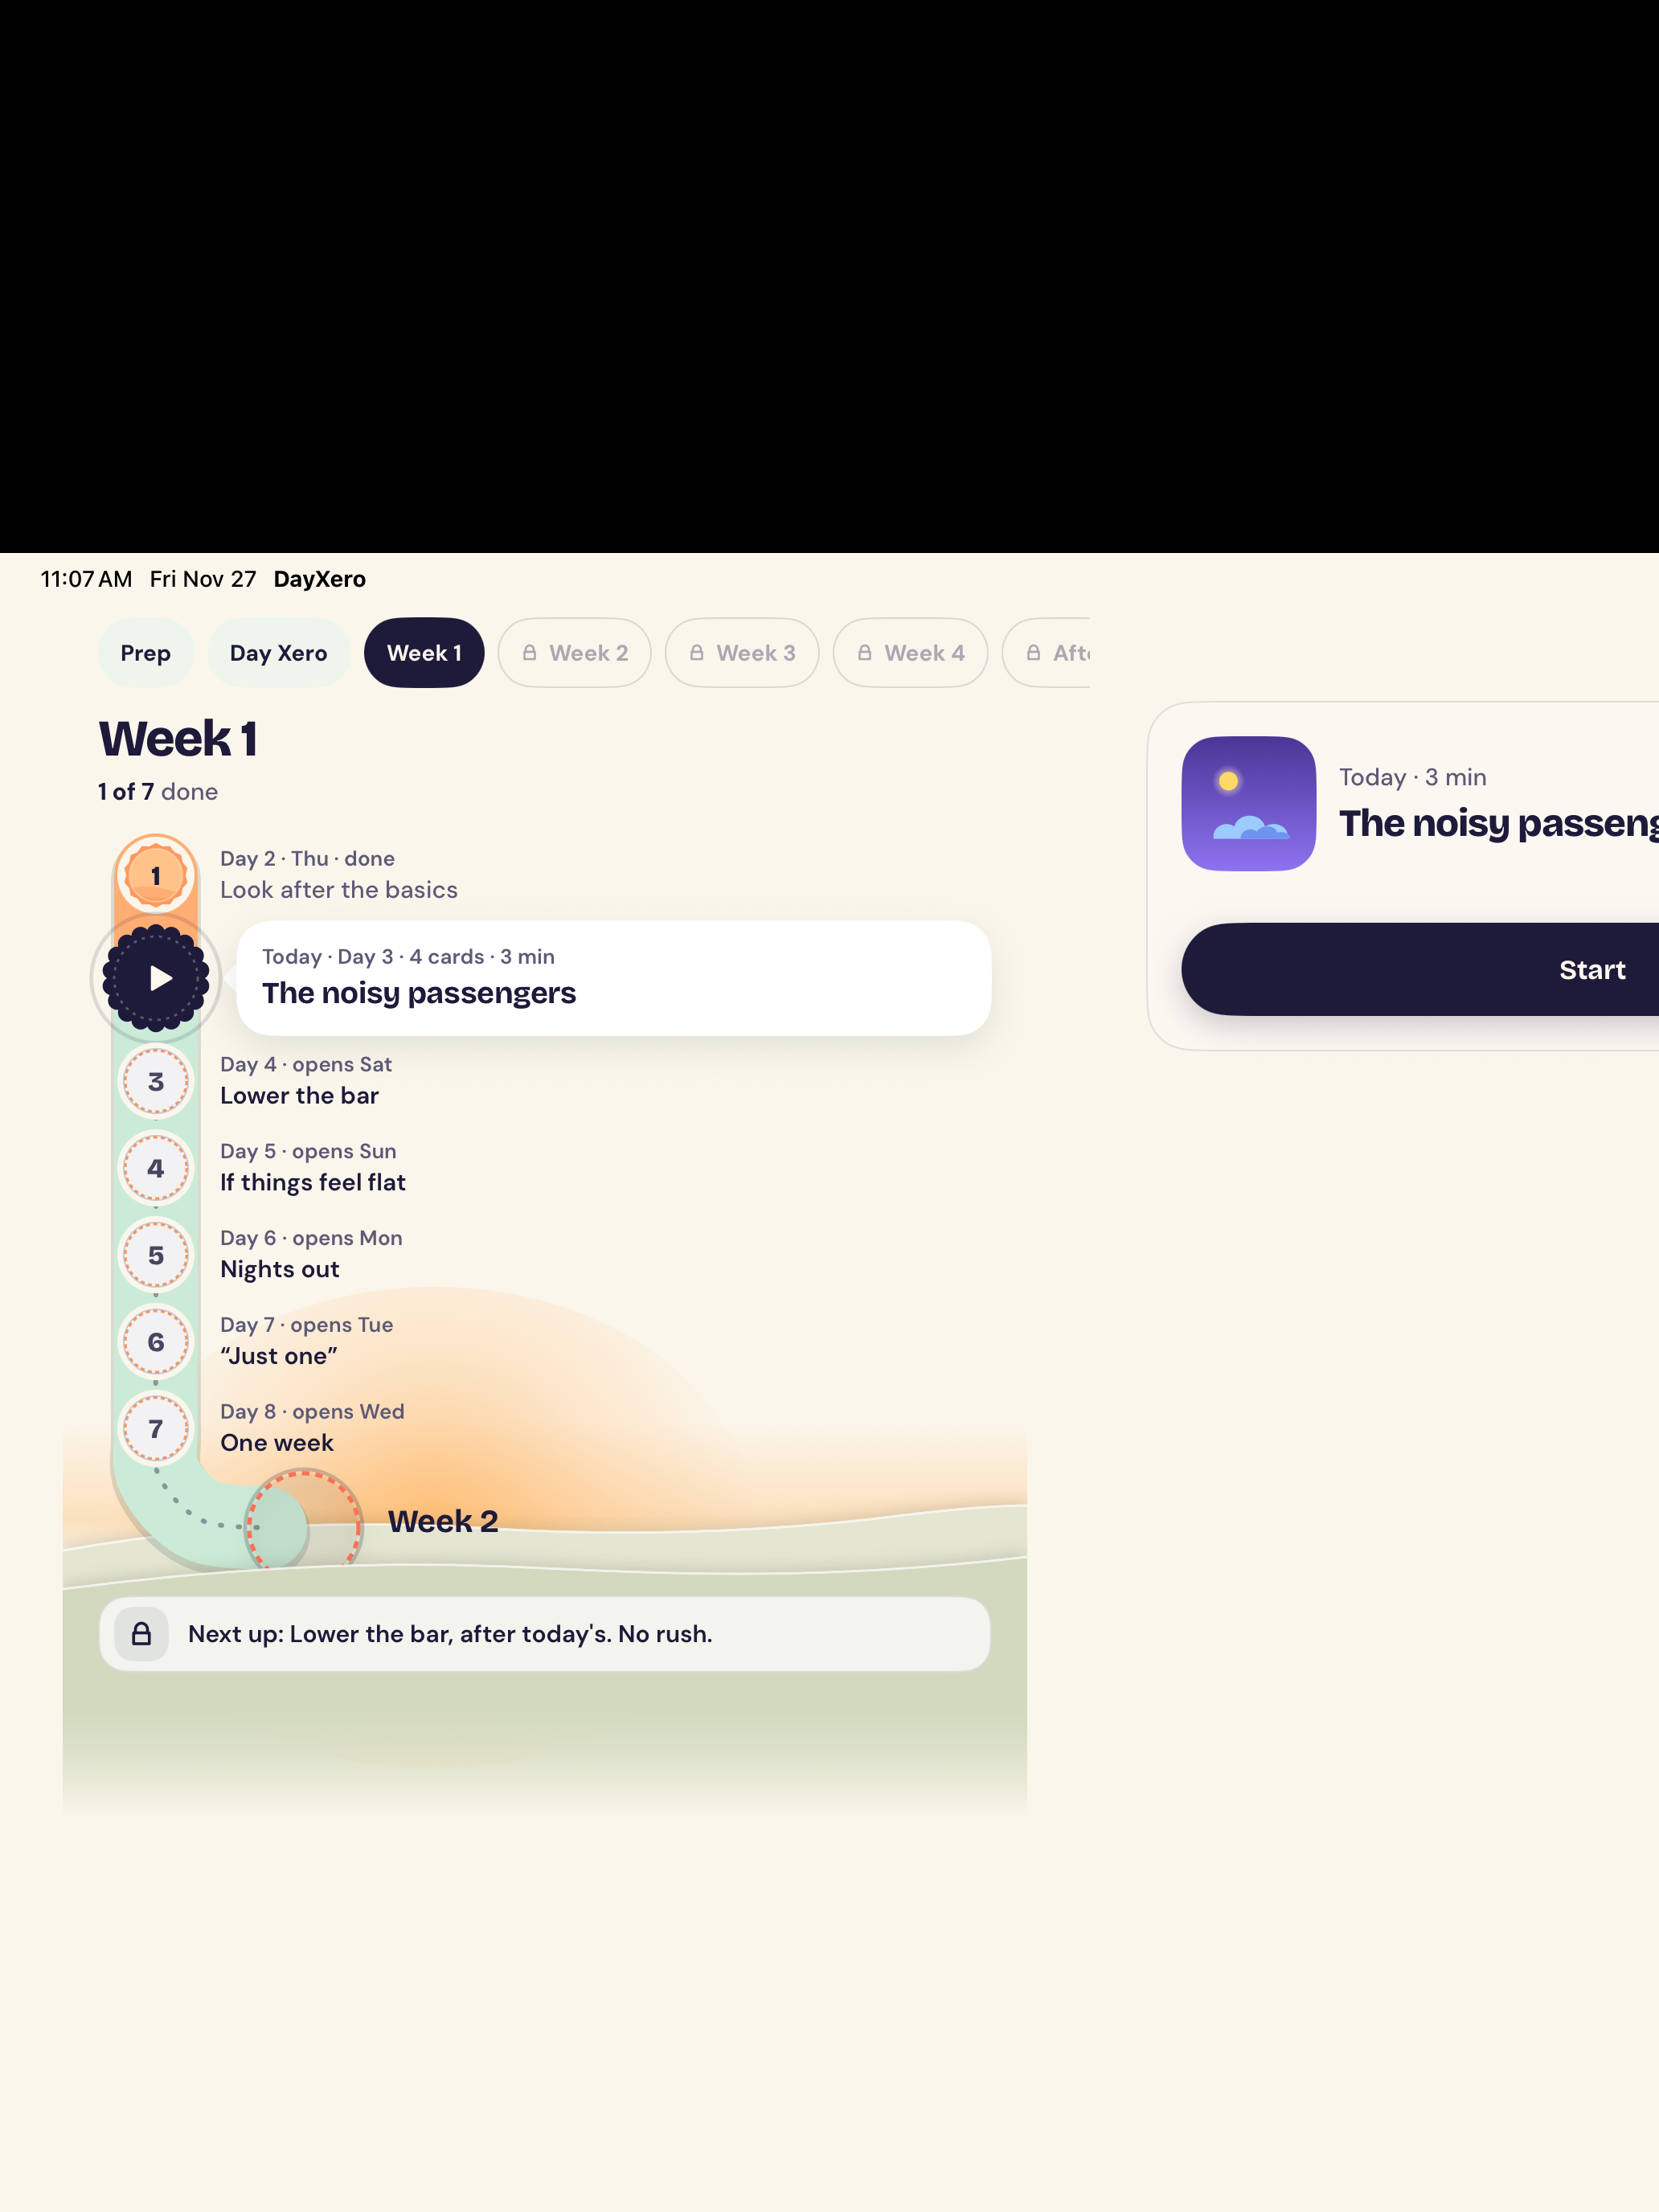 11:07 AM Fri Nov 27 DayXero
Prep
Day Xero
Week 1
Week 2
Week 3
Week 4
Week 1
1 of 7 done
1
Day 2 · Thu · done
Look after the basics
Today · Day 3 · 4 cards · 3 min
The noisy passengers
3
Day 4 · opens Sat
Lower the bar
4
Day 5 · opens Sun
If things feel flat
5
Day 6 · opens Mon
Nights out
6
Day 7 · opens Tue
“Just one”
7
Day 8 · opens Wed
One week
Week 2
Next up: Lower the bar, after today's. No rush.
Today · 3 min
The noisy
Start